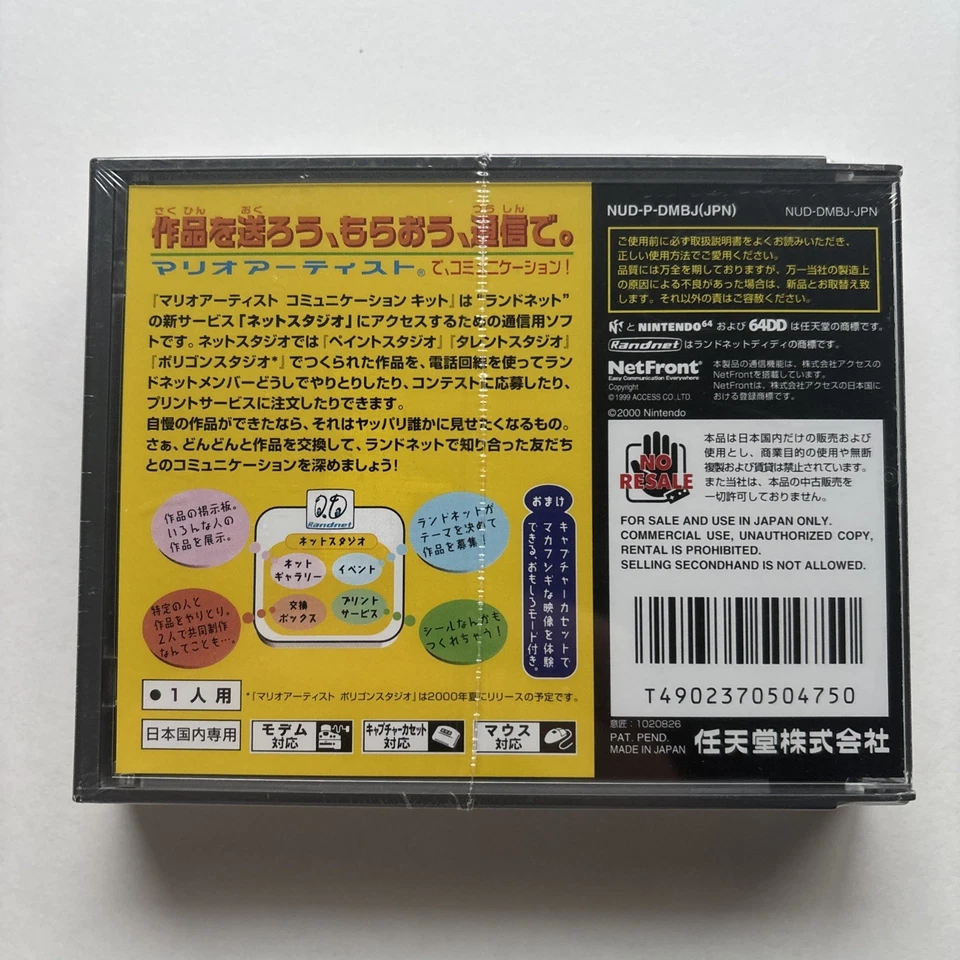 さく ひん おく つう しん
作品を送ろう、もらおう、通信で。
マリオアーティスト®で、コミュニケーション!
『マリオアーティスト コミュニケーション キット』は“ランドネット”
の新サービス「ネットスタジオ」にアクセスするための通信用ソフ
トです。ネットスタジオでは『ペイントスタジオ』『タレントスタジオ』
『ポリゴンスタジオ*』でつくられた作品を、電話回線を使ってラン
ドネットメンバーどうしでやりとりしたり、コンテストに応募したり、
プリントサービスに注文したりできます。
自慢の作品ができたなら、それはヤッパリ誰かに見せたくなるもの。
さぁ、どんどんと作品を交換して、ランドネットで知り合った友だち
とのコミュニケーションを深めましょう!
作品の掲示板。
いろんな人の
作品を展示。
特定の人と
作品をやりとり。
2人で共同制作
なんてことも…。
Randnet
ネットスタジオ
ネット
ギャラリー
イベント
交換
ボックス
プリント
サービス
ランドネットが
テーマを決めて
作品を募集!
シールなんかも
つくれちゃう!
おまけ
キャプチャーカセットで
マカフシギな映像を体験
できる、おもしろモード付き。
●1人用
*『マリオアーティスト ポリゴンスタジオ』は2000年夏にリリースの予定です。
日本国内専用
モデム
対応
キャプチャーカセット
対応
マウス
対応
NUD-P-DMBJ(JPN)
NUD-DMBJ-JPN
ご使用前に必ず取扱説明書をよくお読みいただき、
正しい使用方法でご愛用ください。
品質には万全を期しておりますが、万一当社の製造上
の原因による不良があった場合は、新品とお取替え致
します。それ以外の責はご容赦ください。
とNINTENDO64 および 64DD は任天堂の商標です。
Randnet はランドネットディディの商標です。
NetFront®
Easy Communication Everywhere
Copyright
© 1999 ACCESS CO., LTD.
本製品の通信機能は、株式会社アクセスの
NetFrontを搭載しています。
NetFrontは、株式会社アクセスの日本国に
おける登録商標です。
©2000 Nintendo
NO
RESALE
本品は日本国内だけの販売および
使用とし、商業目的の使用や無断
複製および賃貸は禁止されています。
また当社は、本品の中古販売を
一切許可しておりません。
FOR SALE AND USE IN JAPAN ONLY.
COMMERCIAL USE, UNAUTHORIZED COPY,
RENTAL IS PROHIBITED.
SELLING SECONDHAND IS NOT ALLOWED.
T4902370504750
意匠：1020826
PAT. PEND.
MADE IN JAPAN
任天堂株式会社